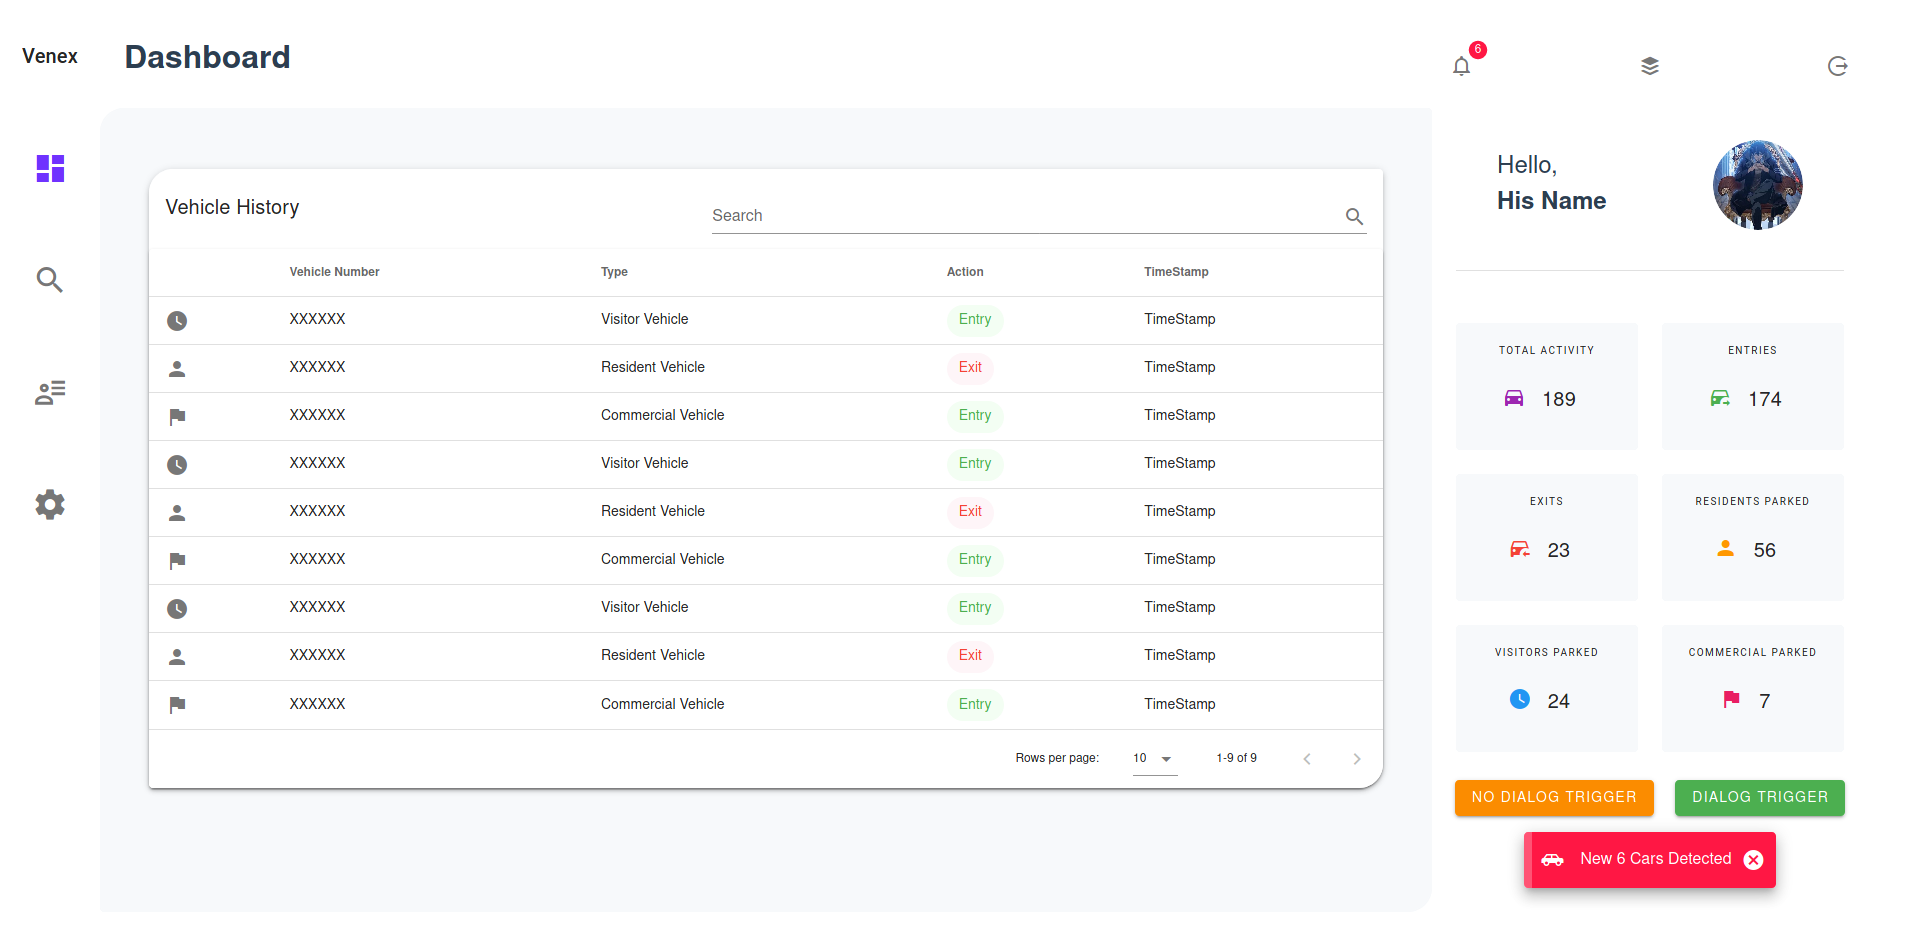 Venex
Dashboard
6
Vehicle History
Search
Vehicle Number Type Action TimeStamp
XXXXXX Visitor Vehicle Entry TimeStamp
XXXXXX Resident Vehicle Exit TimeStamp
XXXXXX Commercial Vehicle Entry TimeStamp
XXXXXX Visitor Vehicle Entry TimeStamp
XXXXXX Resident Vehicle Exit TimeStamp
XXXXXX Commercial Vehicle Entry TimeStamp
XXXXXX Visitor Vehicle Entry TimeStamp
XXXXXX Resident Vehicle Exit TimeStamp
XXXXXX Commercial Vehicle Entry TimeStamp
Rows per page: 10 1-9 of 9
Hello,
His Name
TOTAL ACTIVITY
189
ENTRIES
174
EXITS
23
RESIDENTS PARKED
56
VISITORS PARKED
24
COMMERCIAL PARKED
7
NO DIALOG TRIGGER
DIALOG TRIGGER
New 6 Cars Detected